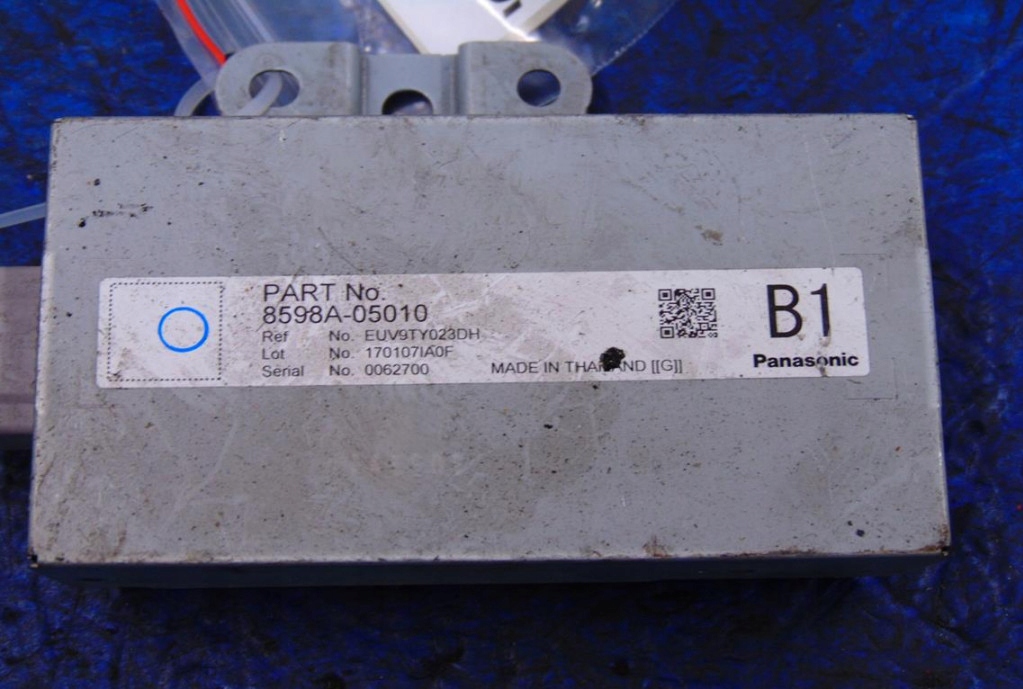 PART No.
8598A-05010
Ref No. EUV9TY023DH
Lot No. 170107IA0F
Serial No. 0062700
MADE IN THAILAND [[G]]
B1
Panasonic